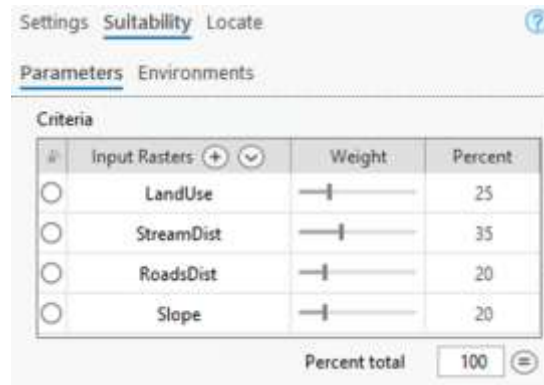 Settings Suitability Locate ?
Parameters Environments
Criteria
Input Rasters + Weight Percent
LandUse 25
StreamDist 35
RoadsDist 20
Slope 20
Percent total 100 =